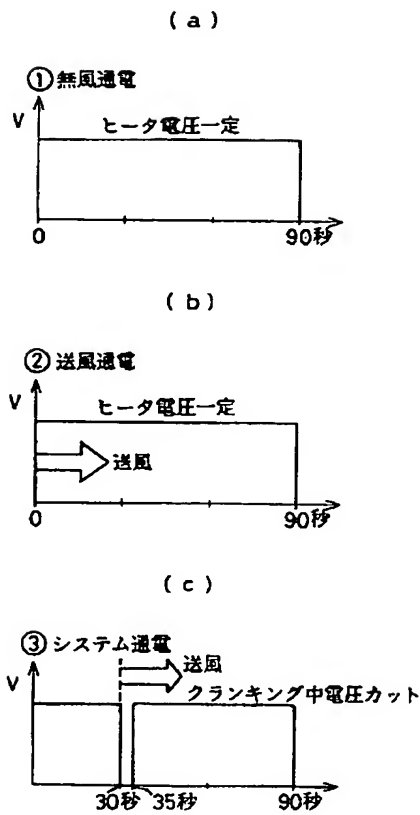 (a)
① 無風通電
V
ヒータ電圧一定
0
90秒
(b)
② 送風通電
V
ヒータ電圧一定
送風
0
90秒
(c)
③ システム通電
送風
V
クランキング中電圧カット
30秒 35秒
90秒